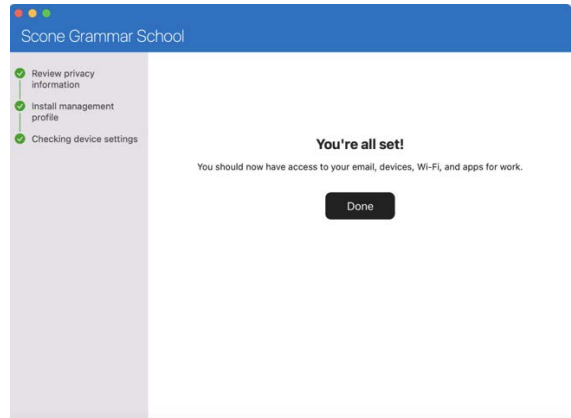 Scone Grammar School
Review privacy
information
Install management
profile
Checking device settings
You're all set!
You should now have access to your email, devices, Wi-Fi, and apps for work.
Done